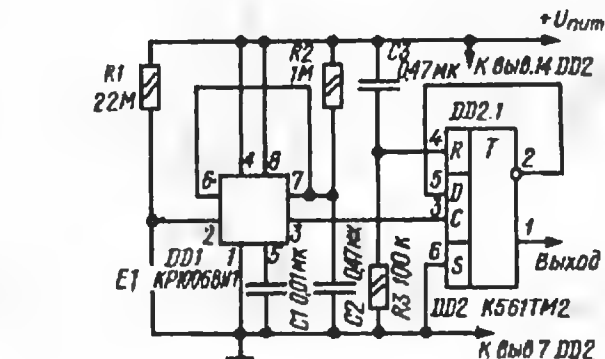 +Uпит
R1
22М
R2
1М
C3
0,47мк
К выв.14 DD2
DD2.1
4
8
6
7
2
3
1
5
4
R
T
2
5
D
3
C
1
6
S
Выход
E1
DD1
КР1006ВИ1
C1 0,01мк
C2
0,47мк
R3 100к
DD2 К561ТМ2
К выв 7 DD2